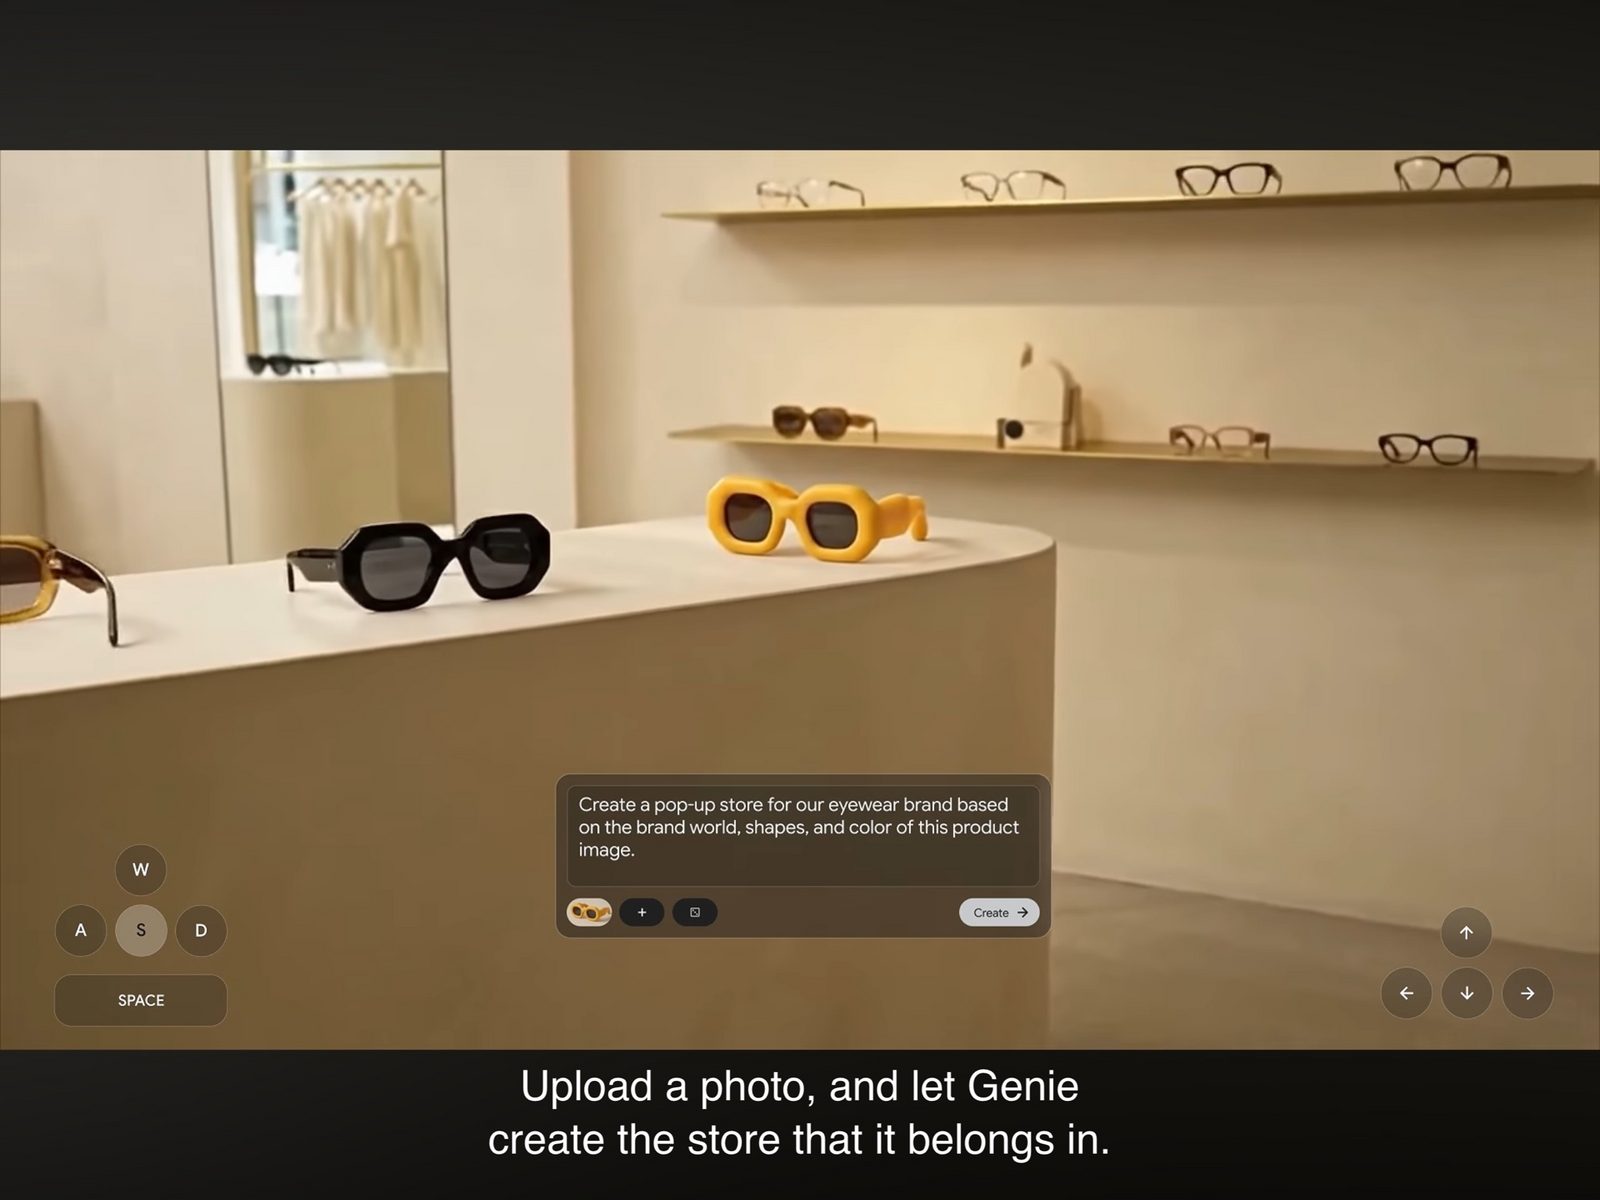 Create a pop-up store for our eyewear brand based
on the brand world, shapes, and color of this product
image.
Create →
W
A S D
SPACE
↑
← ↓ →
Upload a photo, and let Genie
create the store that it belongs in.